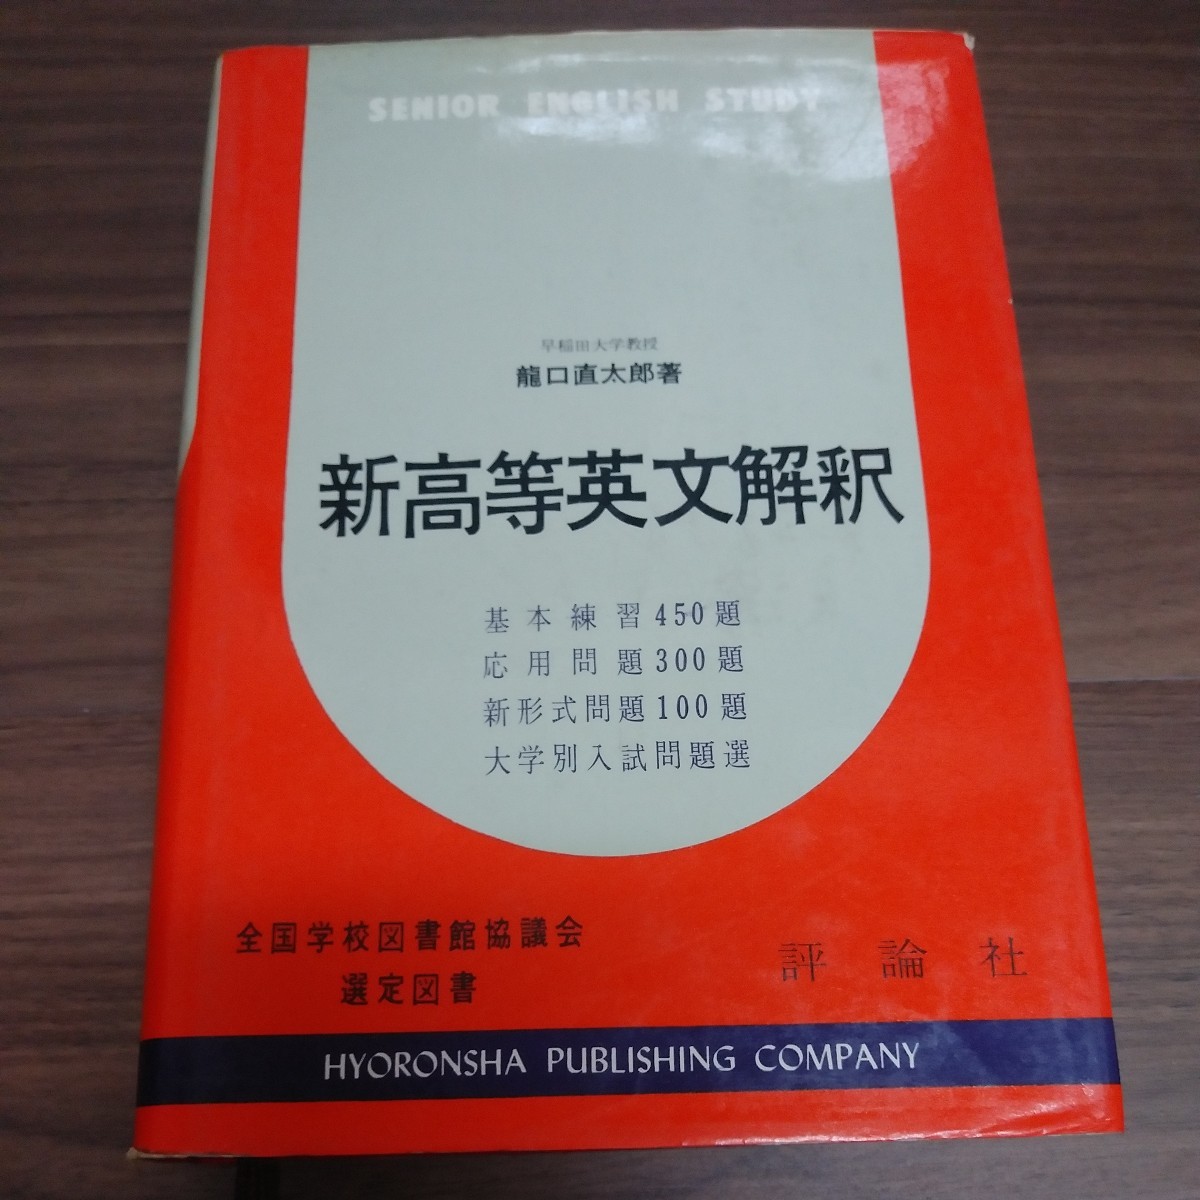 SENIOR ENGLISH STUDY
早稲田大学教授
龍口直太郎著
新高等英文解釈
基本練習450題
応用問題300題
新形式問題100題
大学別入試問題選
全国学校図書館協議会
選定図書
評論社
HYORONSHA PUBLISHING COMPANY